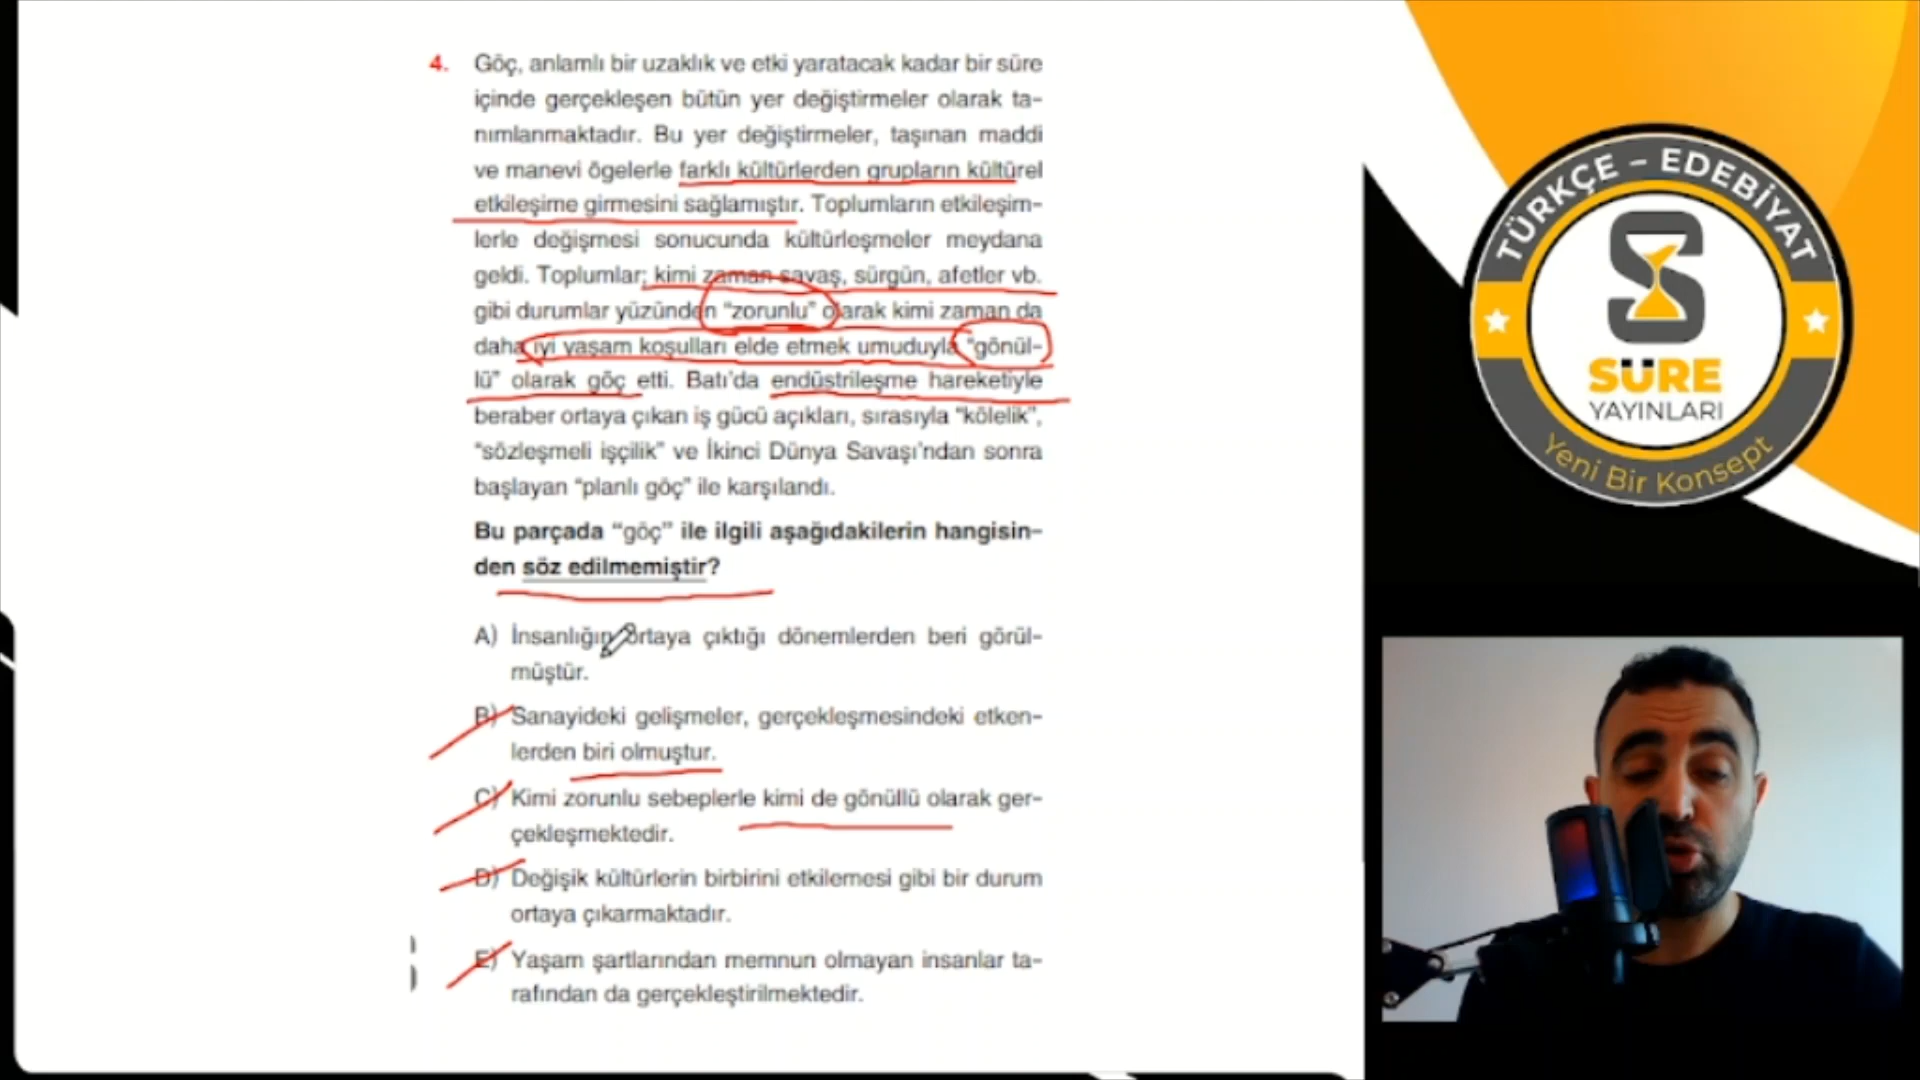 4. Göç, anlamlı bir uzaklık ve etki yaratacak kadar bir süre
içinde gerçekleşen bütün yer değiştirmeler olarak ta-
nımlanmaktadır. Bu yer değiştirmeler, taşınan maddi
ve manevi ögelerle farklı kültürlerden grupların kültürel
etkileşime girmesini sağlamıştır. Toplumların etkileşim-
lerle değişmesi sonucunda kültürleşmeler meydana
geldi. Toplumlar; kimi zaman savaş, sürgün, afetler vb.
gibi durumlar yüzünden "zorunlu" olarak kimi zaman da
daha iyi yaşam koşulları elde etmek umuduyla "gönül-
lü" olarak göç etti. Batı'da endüstrileşme hareketiyle
beraber ortaya çıkan iş gücü açıkları, sırasıyla "kölelik",
"sözleşmeli işçilik" ve İkinci Dünya Savaşı'ndan sonra
başlayan "planlı göç" ile karşılandı.
Bu parçada "göç" ile ilgili aşağıdakilerin hangisin-
den söz edilmemiştir?
A) İnsanlığın ortaya çıktığı dönemlerden beri görül-
müştür.
B) Sanayideki gelişmeler, gerçekleşmesindeki etken-
lerden biri olmuştur.
C) Kimi zorunlu sebeplerle kimi de gönüllü olarak ger-
çekleşmektedir.
D) Değişik kültürlerin birbirini etkilemesi gibi bir durum
ortaya çıkarmaktadır.
E) Yaşam şartlarından memnun olmayan insanlar ta-
rafından da gerçekleştirilmektedir.
TÜRKÇE – EDEBİYAT
SÜRE
YAYINLARI
Yeni Bir Konsept